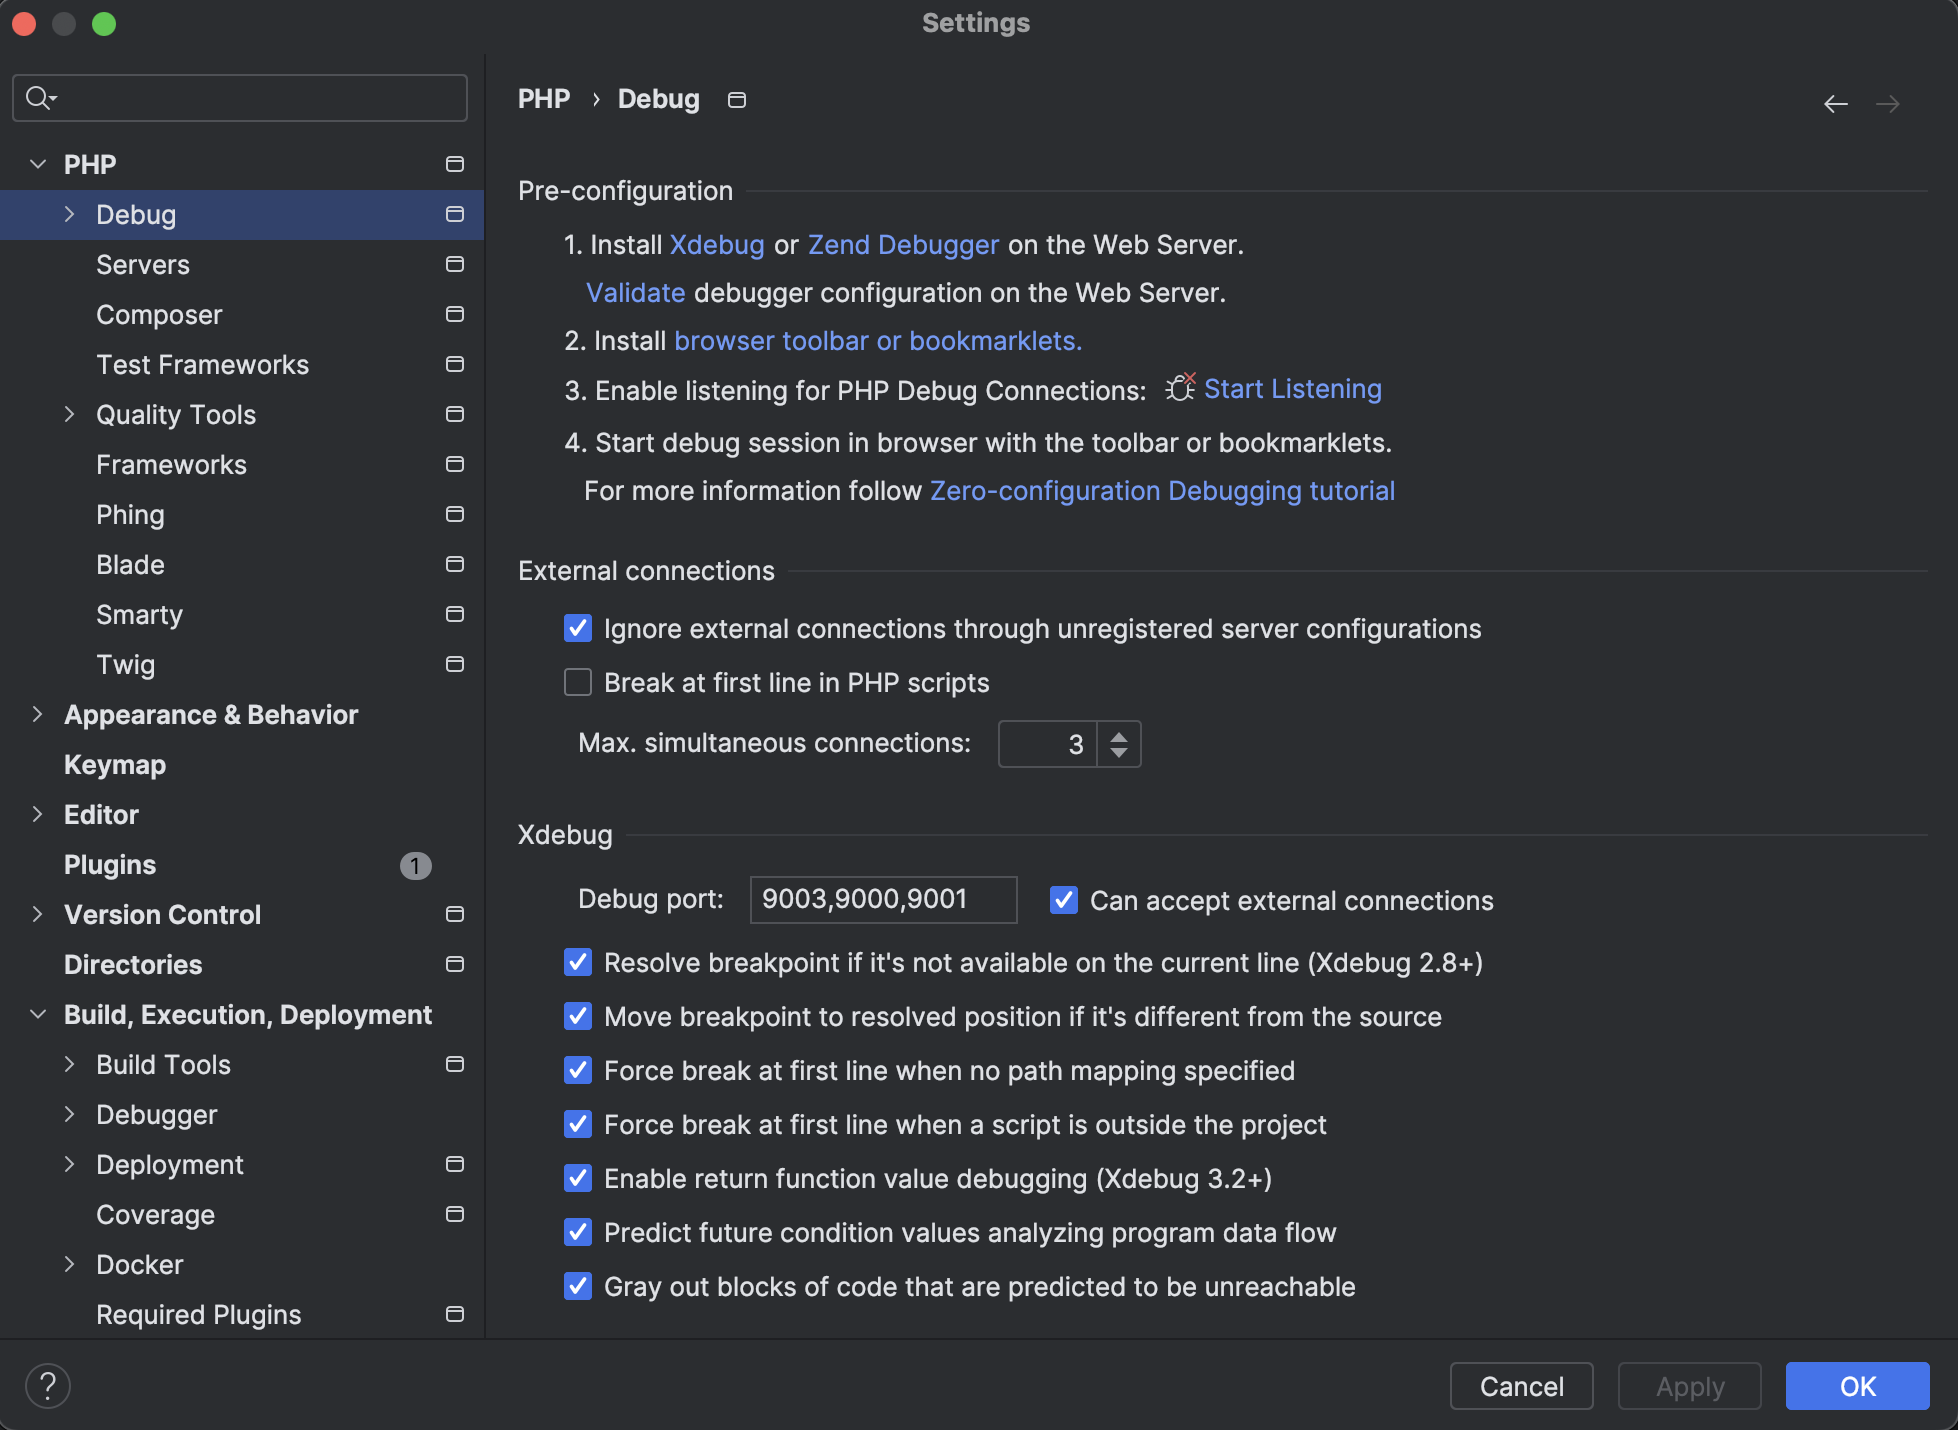 Settings
PHP
Debug
Servers
Composer
Test Frameworks
Quality Tools
Frameworks
Phing
Blade
Smarty
Twig
Appearance & Behavior
Keymap
Editor
Plugins 1
Version Control
Directories
Build, Execution, Deployment
Build Tools
Debugger
Deployment
Coverage
Docker
Required Plugins
PHP › Debug
Pre-configuration
1. Install Xdebug or Zend Debugger on the Web Server.
Validate debugger configuration on the Web Server.
2. Install browser toolbar or bookmarklets.
3. Enable listening for PHP Debug Connections: Start Listening
4. Start debug session in browser with the toolbar or bookmarklets.
For more information follow Zero-configuration Debugging tutorial
External connections
Ignore external connections through unregistered server configurations
Break at first line in PHP scripts
Max. simultaneous connections: 3
Xdebug
Debug port: 9003,9000,9001 Can accept external connections
Resolve breakpoint if it's not available on the current line (Xdebug 2.8+)
Move breakpoint to resolved position if it's different from the source
Force break at first line when no path mapping specified
Force break at first line when a script is outside the project
Enable return function value debugging (Xdebug 3.2+)
Predict future condition values analyzing program data flow
Gray out blocks of code that are predicted to be unreachable
? Cancel Apply OK